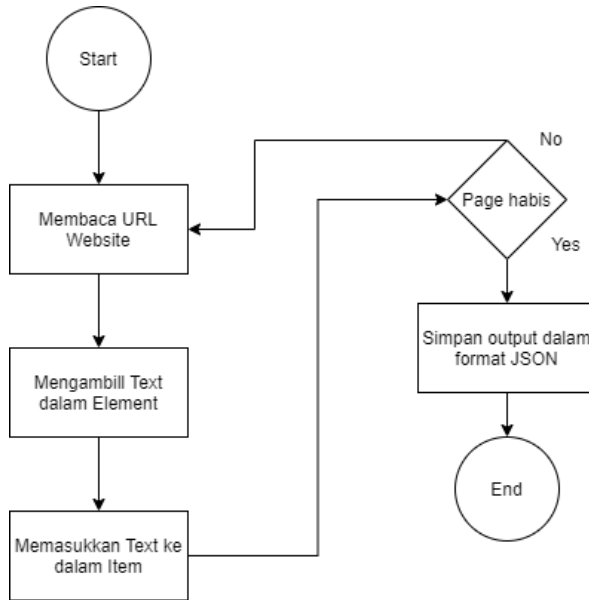 Start
Membaca URL
Website
Mengambill Text
dalam Element
Memasukkan Text ke
dalam Item
No
Page habis
Yes
Simpan output dalam
format JSON
End